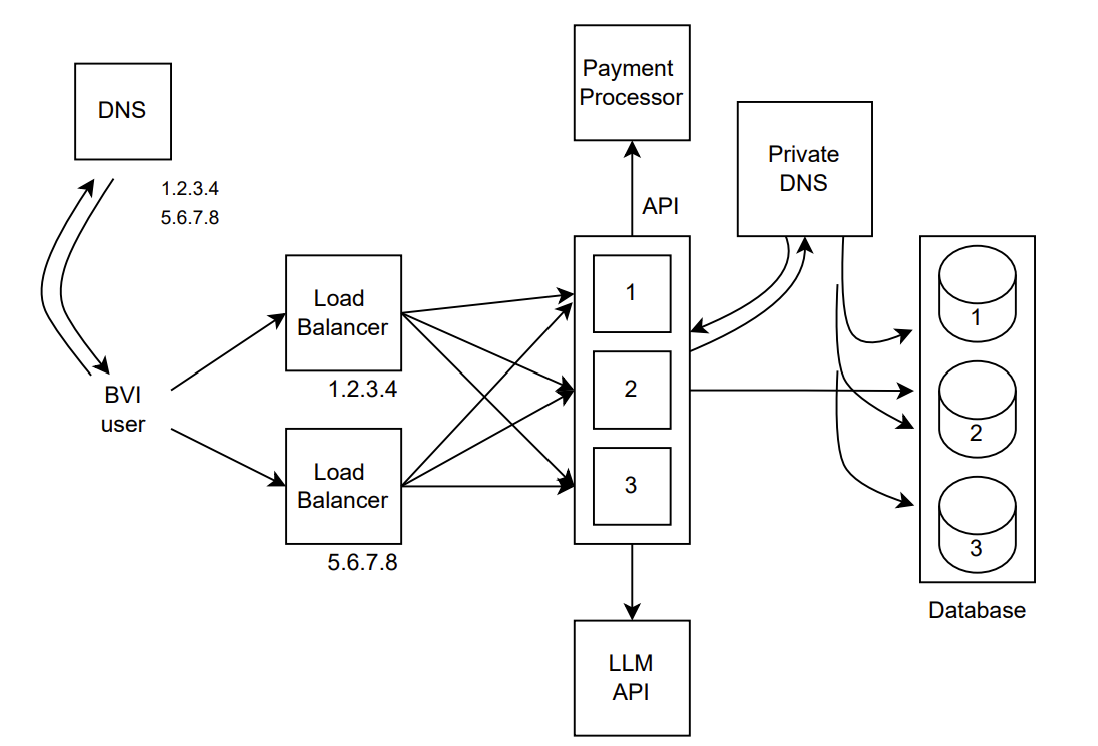 DNS
1.2.3.4
5.6.7.8
BVI
user
Load
Balancer
1.2.3.4
Load
Balancer
5.6.7.8
Payment
Processor
API
1
2
3
LLM
API
Private
DNS
1
2
3
Database